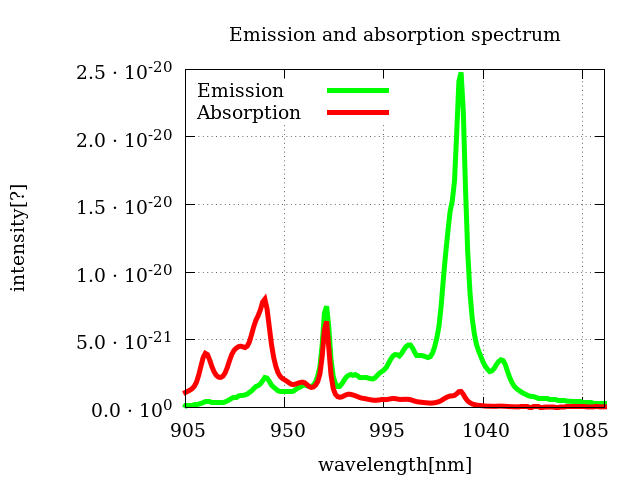 Emission and absorption spectrum
2.5 · 10⁻²⁰
Emission
Absorption
2.0 · 10⁻²⁰
1.5 · 10⁻²⁰
intensity[?]
1.0 · 10⁻²⁰
5.0 · 10⁻²¹
0.0 · 10⁰
905 950 995 1040 1085
wavelength[nm]